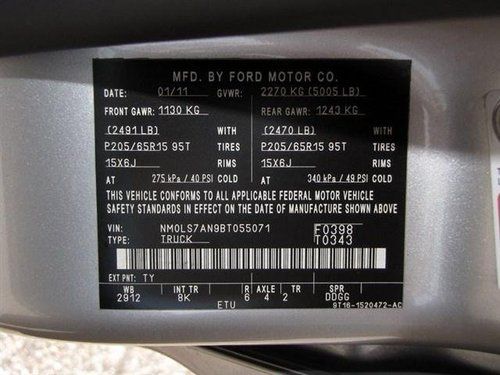 MFD. BY FORD MOTOR CO.
DATE: 01/11 GVWR: 2270 KG (5005 LB)
FRONT GAWR: 1130 KG REAR GAWR: 1243 KG
(2491 LB) WITH (2470 LB) WITH
P205/65R15 95T TIRES P205/65R15 95T TIRES
15X6J RIMS 15X6J RIMS
AT 275 kPa / 40 PSI COLD AT 340 kPa / 49 PSI COLD
THIS VEHICLE CONFORMS TO ALL APPLICABLE FEDERAL MOTOR VEHICLE
SAFETY STANDARDS IN EFFECT ON THE DATE OF MANUFACTURE SHOWN ABOVE.
VIN: NM0LS7AN9BT055071 F0398
TYPE: TRUCK T0343
EXT PNT: TY
WB INT TR R AXLE TR SPR
2912 8K 6 4 2 DDGG
ETU 9T16-1520472-AC